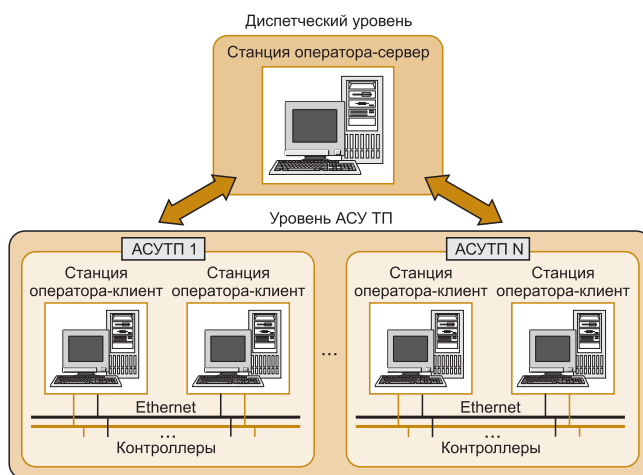 Диспетческий уровень
Станция оператора-сервер
Уровень АСУ ТП
АСУТП 1
Станция
оператора-клиент
Станция
оператора-клиент
Ethernet
...
Контроллеры
...
АСУТП N
Станция
оператора-клиент
Станция
оператора-клиент
Ethernet
...
Контроллеры